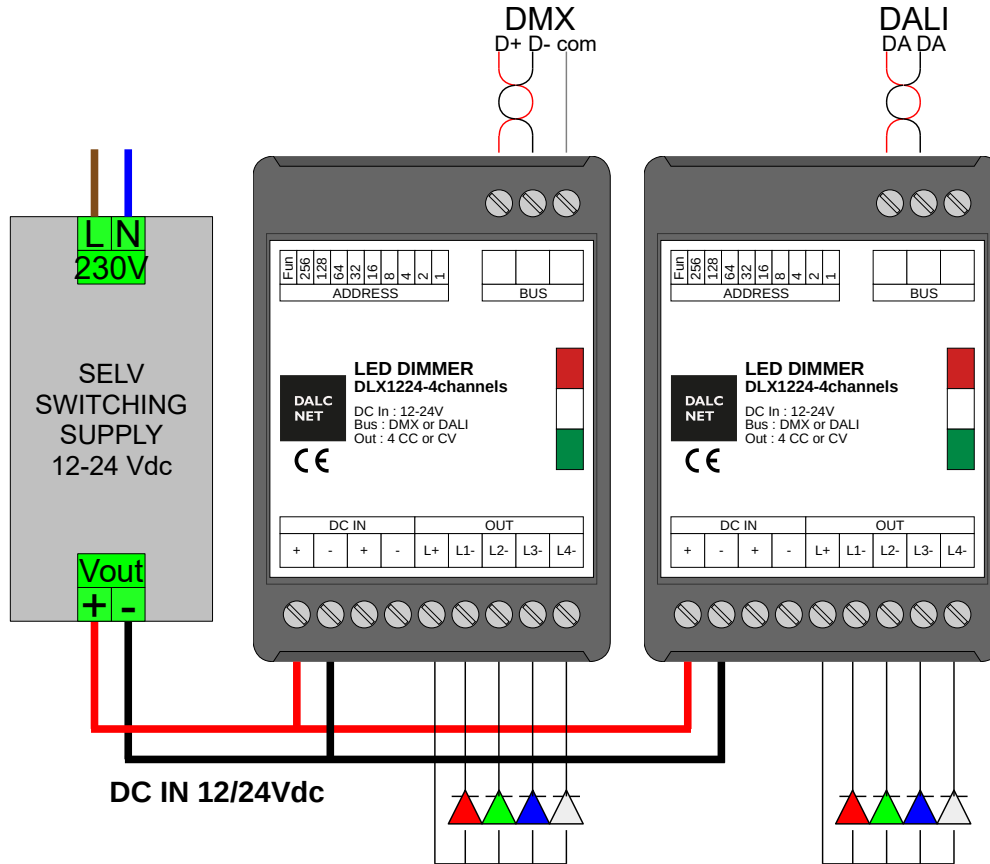 DMX
D+ D- com
DALI
DA DA
L N
230V
SELV
SWITCHING
SUPPLY
12-24 Vdc
Vout
+ -
Fun 256 128 64 32 16 8 4 2 1
ADDRESS
BUS
LED DIMMER
DLX1224-4channels
DALC
NET
DC In : 12-24V
Bus : DMX or DALI
Out : 4 CC or CV
CE
DC IN OUT
+ - + - L+ L1- L2- L3- L4-
Fun 256 128 64 32 16 8 4 2 1
ADDRESS
BUS
LED DIMMER
DLX1224-4channels
DALC
NET
DC In : 12-24V
Bus : DMX or DALI
Out : 4 CC or CV
CE
DC IN OUT
+ - + - L+ L1- L2- L3- L4-
DC IN 12/24Vdc